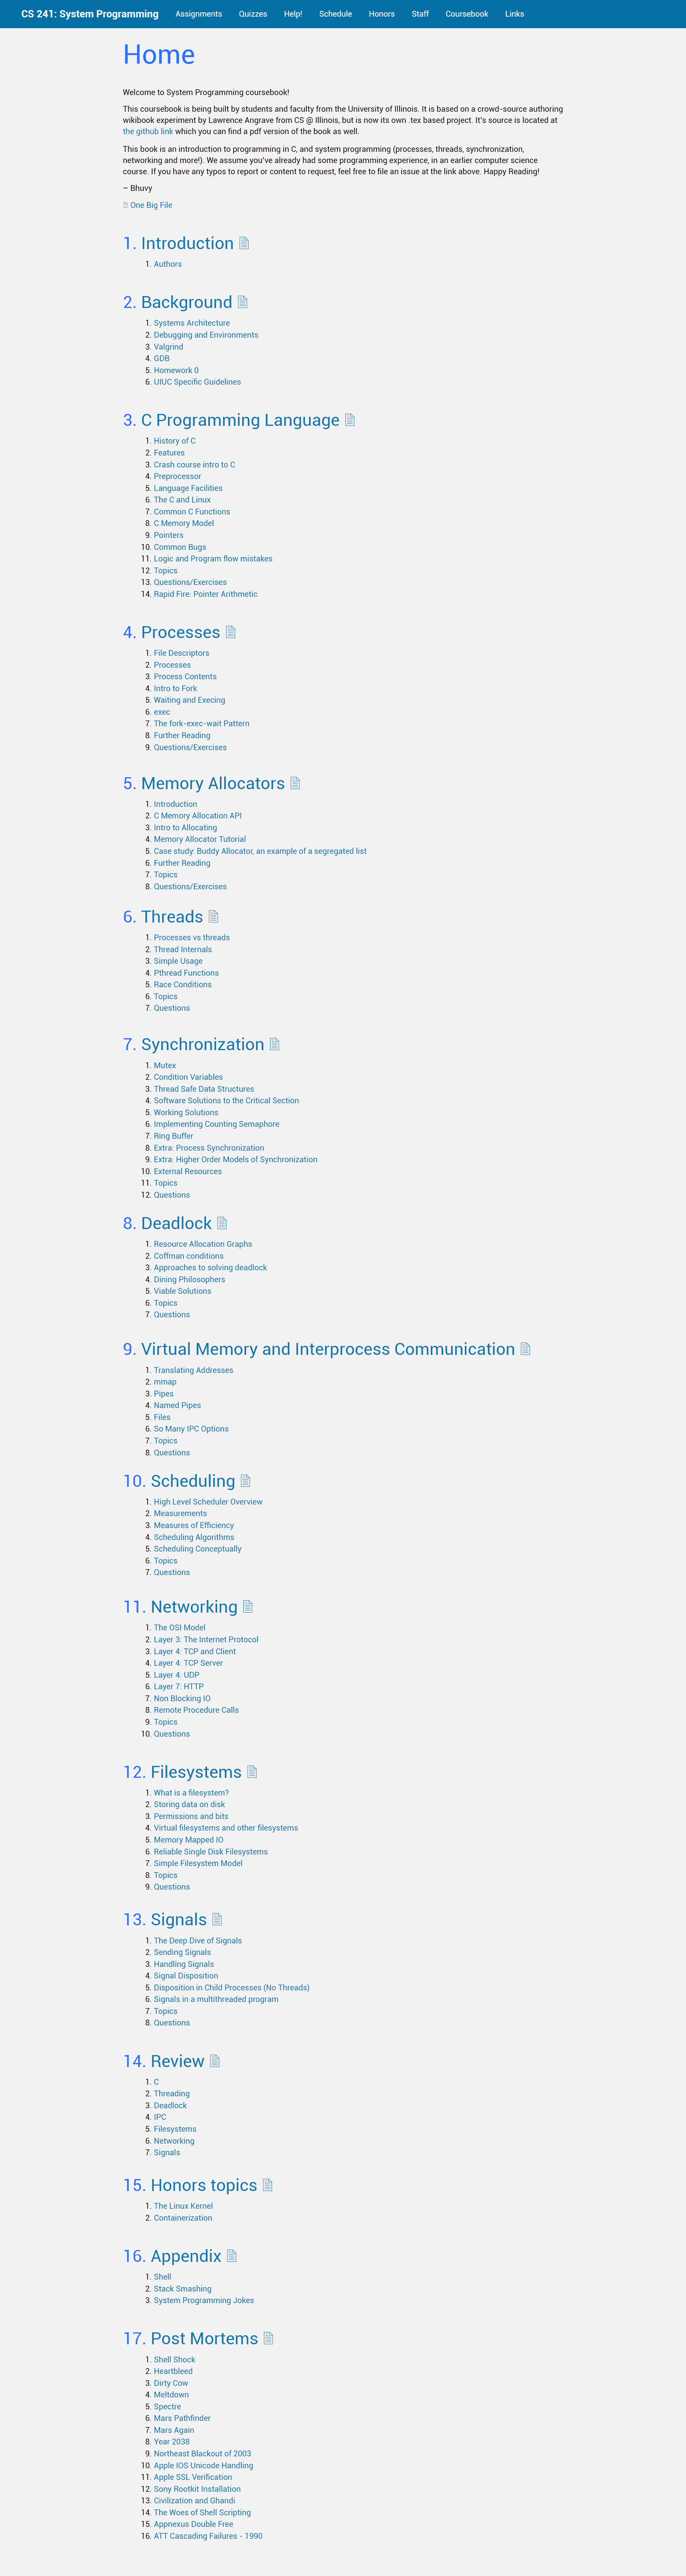 CS 241: System Programming Assignments Quizzes Help! Schedule Honors Staff Coursebook Links
Home
Welcome to System Programming coursebook!
This coursebook is being built by students and faculty from the University of Illinois. It is based on a crowd-source authoring
wikibook experiment by Lawrence Angrave from CS @ Illinois, but is now its own .tex based project. It's source is located at
the github link which you can find a pdf version of the book as well.
This book is an introduction to programming in C, and system programming (processes, threads, synchronization,
networking and more!). We assume you've already had some programming experience, in an earlier computer science
course. If you have any typos to report or content to request, feel free to file an issue at the link above. Happy Reading!
– Bhuvy
One Big File
1. Introduction
1. Authors
2. Background
1. Systems Architecture
2. Debugging and Environments
3. Valgrind
4. GDB
5. Homework 0
6. UIUC Specific Guidelines
3. C Programming Language
1. History of C
2. Features
3. Crash course intro to C
4. Preprocessor
5. Language Facilities
6. The C and Linux
7. Common C Functions
8. C Memory Model
9. Pointers
10. Common Bugs
11. Logic and Program flow mistakes
12. Topics
13. Questions/Exercises
14. Rapid Fire: Pointer Arithmetic
4. Processes
1. File Descriptors
2. Processes
3. Process Contents
4. Intro to Fork
5. Waiting and Execing
6. exec
7. The fork-exec-wait Pattern
8. Further Reading
9. Questions/Exercises
5. Memory Allocators
1. Introduction
2. C Memory Allocation API
3. Intro to Allocating
4. Memory Allocator Tutorial
5. Case study: Buddy Allocator, an example of a segregated list
6. Further Reading
7. Topics
8. Questions/Exercises
6. Threads
1. Processes vs threads
2. Thread Internals
3. Simple Usage
4. Pthread Functions
5. Race Conditions
6. Topics
7. Questions
7. Synchronization
1. Mutex
2. Condition Variables
3. Thread Safe Data Structures
4. Software Solutions to the Critical Section
5. Working Solutions
6. Implementing Counting Semaphore
7. Ring Buffer
8. Extra: Process Synchronization
9. Extra: Higher Order Models of Synchronization
10. External Resources
11. Topics
12. Questions
8. Deadlock
1. Resource Allocation Graphs
2. Coffman conditions
3. Approaches to solving deadlock
4. Dining Philosophers
5. Viable Solutions
6. Topics
7. Questions
9. Virtual Memory and Interprocess Communication
1. Translating Addresses
2. mmap
3. Pipes
4. Named Pipes
5. Files
6. So Many IPC Options
7. Topics
8. Questions
10. Scheduling
1. High Level Scheduler Overview
2. Measurements
3. Measures of Efficiency
4. Scheduling Algorithms
5. Scheduling Conceptually
6. Topics
7. Questions
11. Networking
1. The OSI Model
2. Layer 3: The Internet Protocol
3. Layer 4: TCP and Client
4. Layer 4: TCP Server
5. Layer 4: UDP
6. Layer 7: HTTP
7. Non Blocking IO
8. Remote Procedure Calls
9. Topics
10. Questions
12. Filesystems
1. What is a filesystem?
2. Storing data on disk
3. Permissions and bits
4. Virtual filesystems and other filesystems
5. Memory Mapped IO
6. Reliable Single Disk Filesystems
7. Simple Filesystem Model
8. Topics
9. Questions
13. Signals
1. The Deep Dive of Signals
2. Sending Signals
3. Handling Signals
4. Signal Disposition
5. Disposition in Child Processes (No Threads)
6. Signals in a multithreaded program
7. Topics
8. Questions
14. Review
1. C
2. Threading
3. Deadlock
4. IPC
5. Filesystems
6. Networking
7. Signals
15. Honors topics
1. The Linux Kernel
2. Containerization
16. Appendix
1. Shell
2. Stack Smashing
3. System Programming Jokes
17. Post Mortems
1. Shell Shock
2. Heartbleed
3. Dirty Cow
4. Meltdown
5. Spectre
6. Mars Pathfinder
7. Mars Again
8. Year 2038
9. Northeast Blackout of 2003
10. Apple IOS Unicode Handling
11. Apple SSL Verification
12. Sony Rootkit Installation
13. Civilization and Ghandi
14. The Woes of Shell Scripting
15. Appnexus Double Free
16. ATT Cascading Failures - 1990